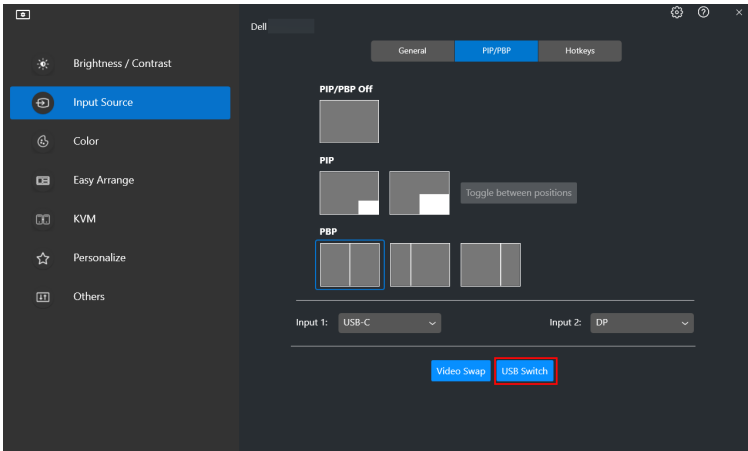 Dell
General
PIP/PBP
Hotkeys
Brightness / Contrast
Input Source
Color
Easy Arrange
KVM
Personalize
Others
PIP/PBP Off
PIP
Toggle between positions
PBP
Input 1: USB-C
Input 2: DP
Video Swap
USB Switch